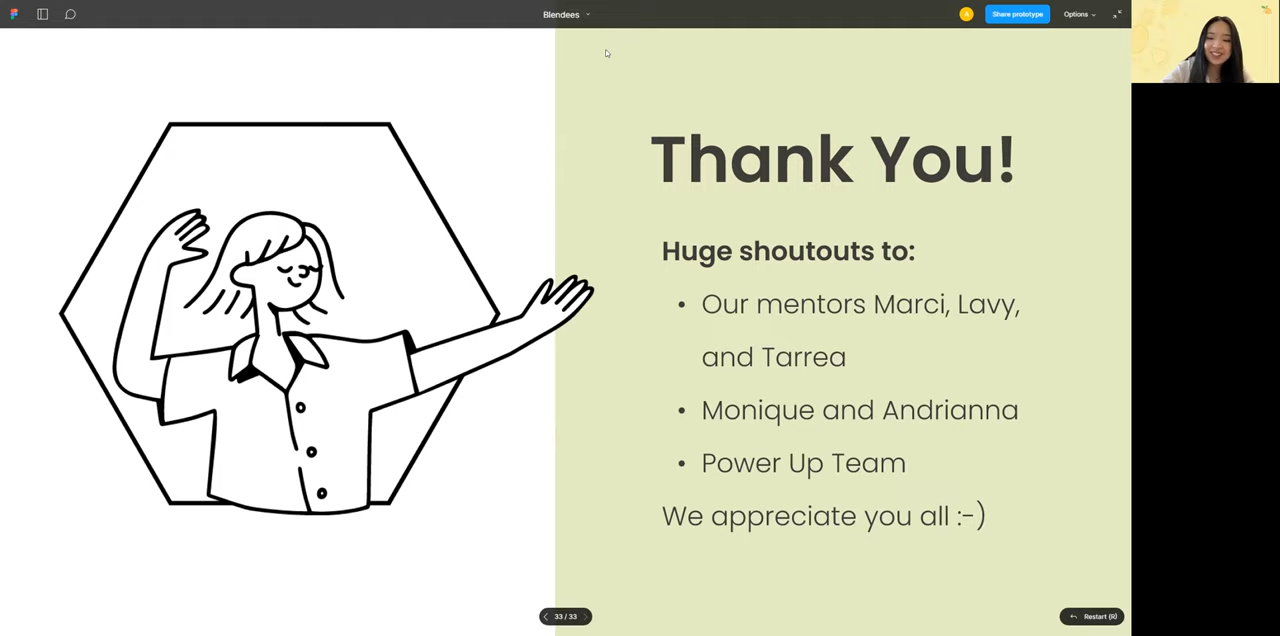 Blendees
A
Share prototype
Options
Thank You!
Huge shoutouts to:
• Our mentors Marci, Lavy,
and Tarrea
• Monique and Andrianna
• Power Up Team
We appreciate you all :-)
33 / 33
Restart (R)